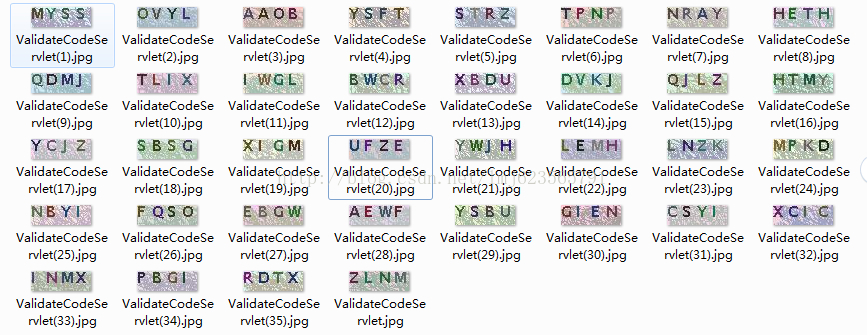 MYSS OVYL AAOB YSFT STRZ TPNP NRAY HETH
ValidateCodeSe ValidateCodeSe ValidateCodeSe ValidateCodeSe ValidateCodeSe ValidateCodeSe ValidateCodeSe ValidateCodeSe
rvlet(1).jpg rvlet(2).jpg rvlet(3).jpg rvlet(4).jpg rvlet(5).jpg rvlet(6).jpg rvlet(7).jpg rvlet(8).jpg
QDMJ TLIX IWGL BWCR XBDU DVKJ QJLZ HTMY
ValidateCodeSe ValidateCodeSe ValidateCodeSe ValidateCodeSe ValidateCodeSe ValidateCodeSe ValidateCodeSe ValidateCodeSe
rvlet(9).jpg rvlet(10).jpg rvlet(11).jpg rvlet(12).jpg rvlet(13).jpg rvlet(14).jpg rvlet(15).jpg rvlet(16).jpg
YCJZ SBSG XIGM UFZE YWJH LEMH LNZK MPKD
ValidateCodeSe ValidateCodeSe ValidateCodeSe ValidateCodeSe ValidateCodeSe ValidateCodeSe ValidateCodeSe ValidateCodeSe
rvlet(17).jpg rvlet(18).jpg rvlet(19).jpg rvlet(20).jpg rvlet(21).jpg rvlet(22).jpg rvlet(23).jpg rvlet(24).jpg
NBYI FQSO EBGW AEWF YSBU GIEN CSYI XCIC
ValidateCodeSe ValidateCodeSe ValidateCodeSe ValidateCodeSe ValidateCodeSe ValidateCodeSe ValidateCodeSe ValidateCodeSe
rvlet(25).jpg rvlet(26).jpg rvlet(27).jpg rvlet(28).jpg rvlet(29).jpg rvlet(30).jpg rvlet(31).jpg rvlet(32).jpg
INMX PBGI RDTX ZLNM
ValidateCodeSe ValidateCodeSe ValidateCodeSe ValidateCodeSe
rvlet(33).jpg rvlet(34).jpg rvlet(35).jpg rvlet.jpg